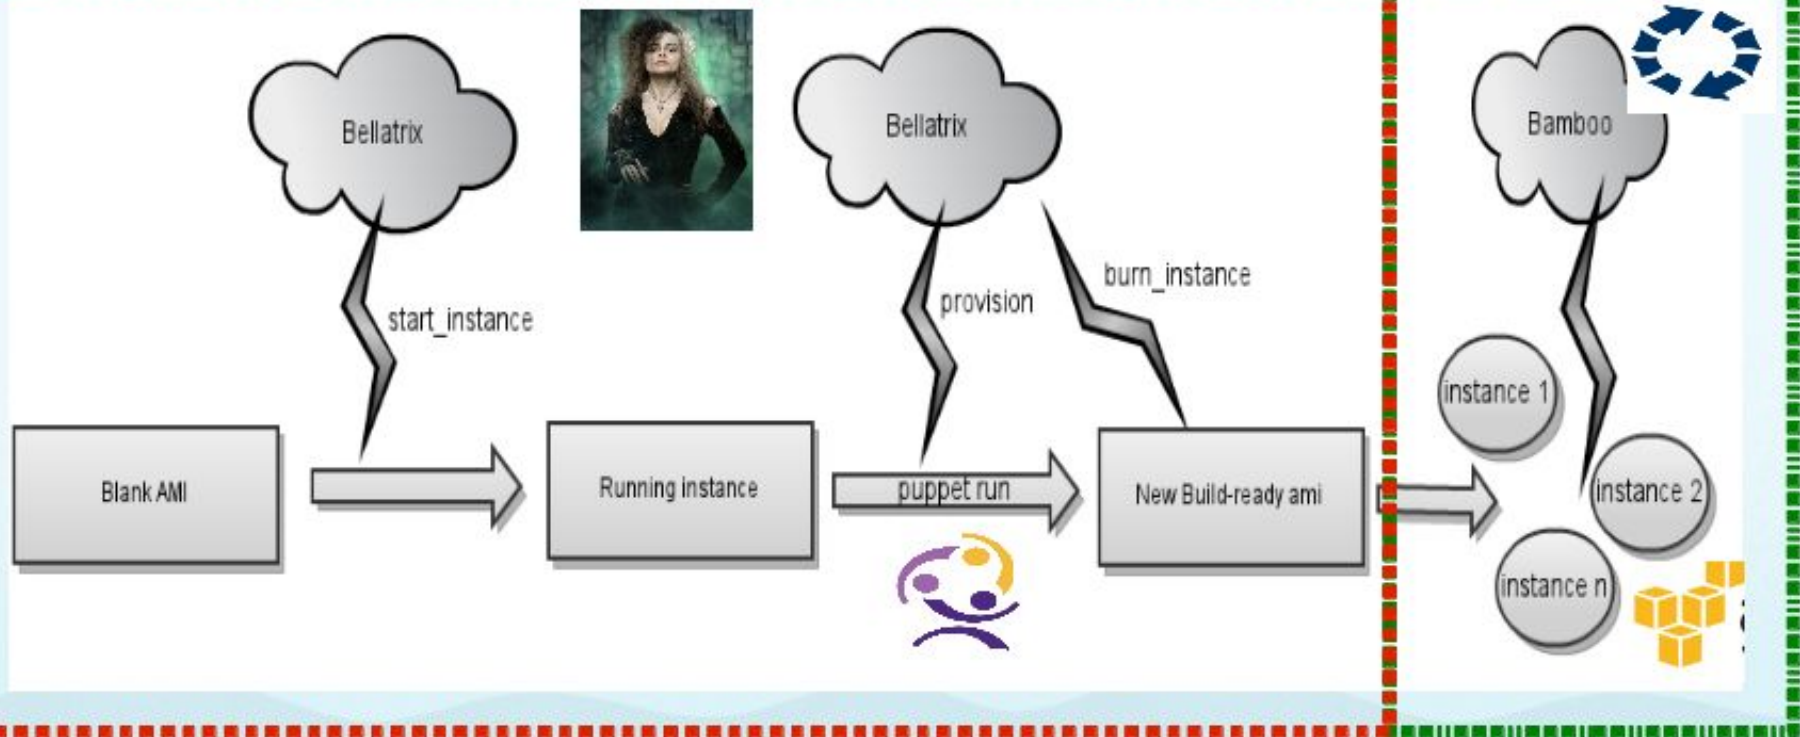 Bellatrix
Bellatrix
Bamboo
start_instance
provision
burn_instance
Blank AMI
Running instance
puppet run
New Build-ready ami
instance 1
instance 2
instance n